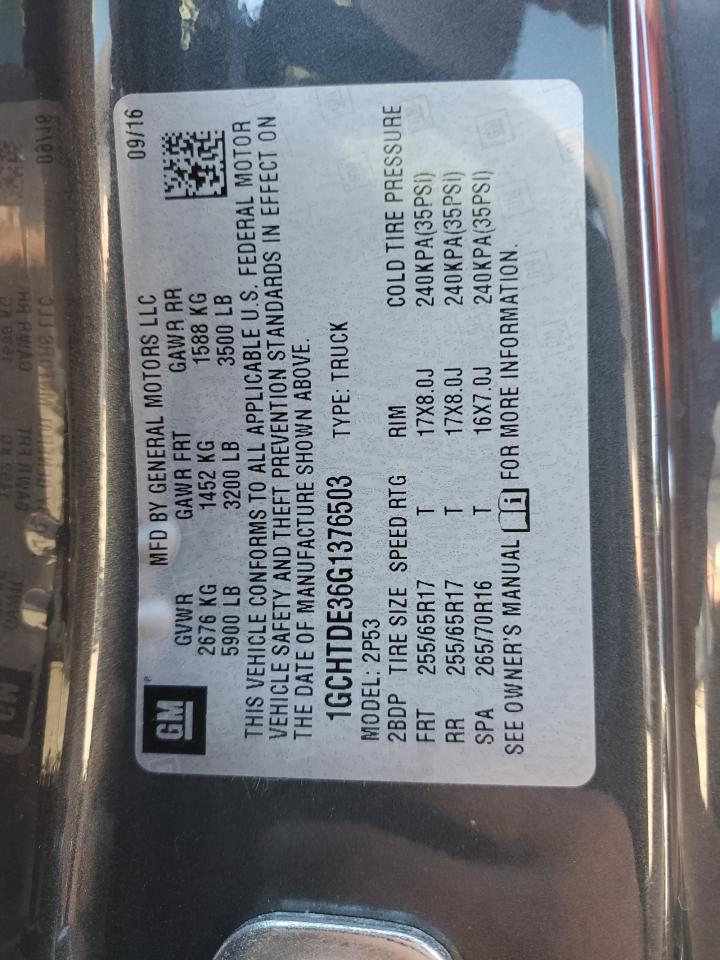 GM
MFD BY GENERAL MOTORS LLC 09/16
GVWR GAWR FRT GAWR RR
2676 KG 1452 KG 1588 KG
5900 LB 3200 LB 3500 LB
THIS VEHICLE CONFORMS TO ALL APPLICABLE U.S. FEDERAL MOTOR
VEHICLE SAFETY AND THEFT PREVENTION STANDARDS IN EFFECT ON
THE DATE OF MANUFACTURE SHOWN ABOVE.
1GCHTDE36G1376503 TYPE: TRUCK
MODEL: 2P53
2BDP TIRE SIZE SPEED RTG RIM COLD TIRE PRESSURE
FRT 255/65R17 T 17X8.0J 240KPA(35PSI)
RR 255/65R17 T 17X8.0J 240KPA(35PSI)
SPA 265/70R16 T 16X7.0J 240KPA(35PSI)
SEE OWNER'S MANUAL i FOR MORE INFORMATION.